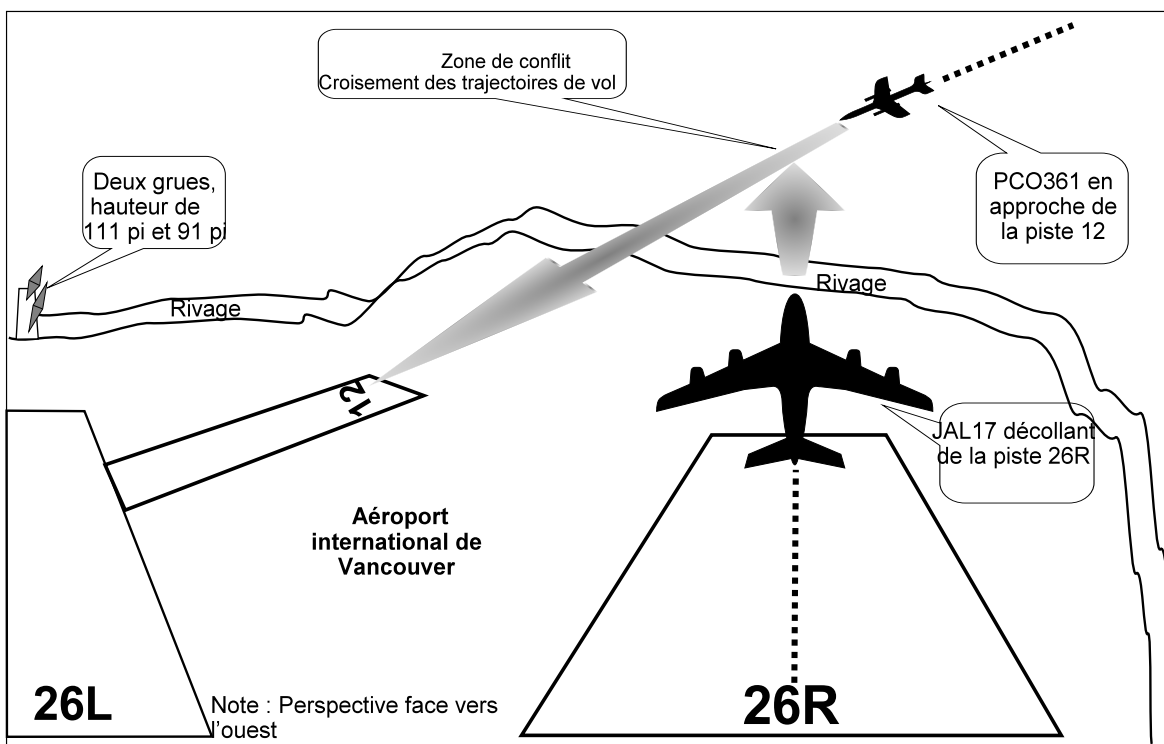 Zone de conflit
Croisement des trajectoires de vol
Deux grues,
hauteur de
111 pi et 91 pi
PCO361 en
approche de
la piste 12
Rivage
Rivage
12
JAL17 décollant
de la piste 26R
Aéroport
international de
Vancouver
26L
Note : Perspective face vers
l'ouest
26R